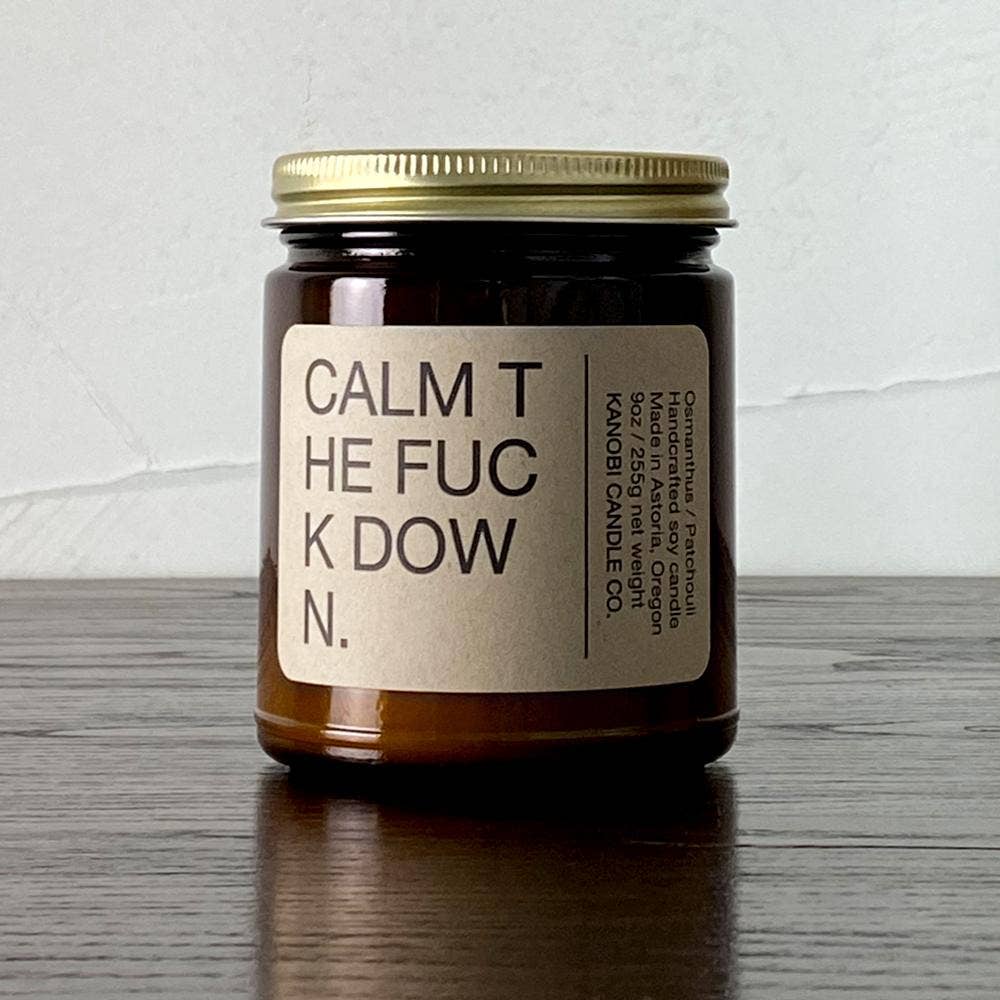 CALM T
HE FUC
K DOW
N.
Osmanthus / Patchouli
Handcrafted soy candle
Made in Astoria, Oregon
9oz / 255g net weight
KANOBI CANDLE CO.